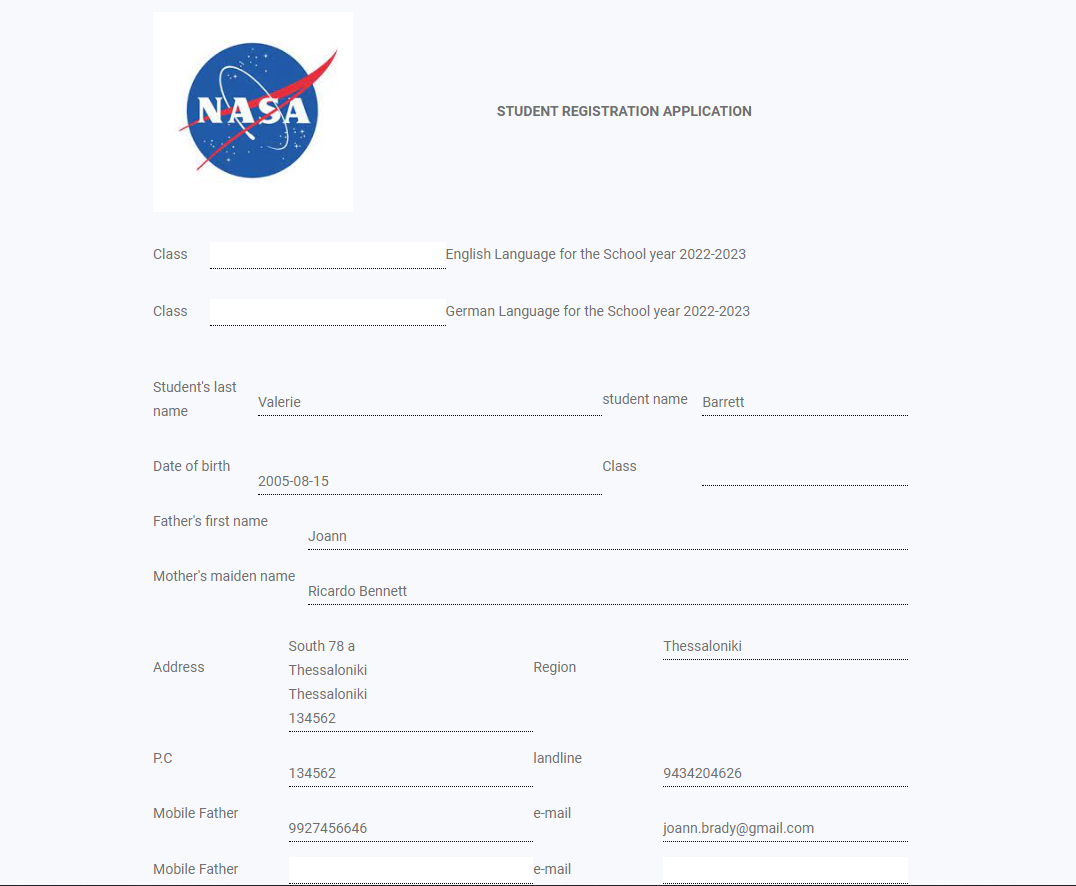 NASA
STUDENT REGISTRATION APPLICATION
Class English Language for the School year 2022-2023
Class German Language for the School year 2022-2023
Student's last name Valerie student name Barrett
Date of birth 2005-08-15 Class
Father's first name Joann
Mother's maiden name Ricardo Bennett
Address South 78 a
Thessaloniki
Thessaloniki
134562
Region Thessaloniki
P.C 134562 landline 9434204626
Mobile Father 9927456646 e-mail joann.brady@gmail.com
Mobile Father e-mail